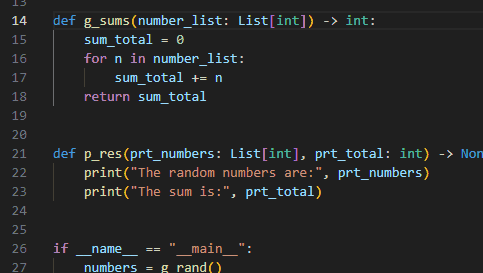 13
14 def g_sums(number_list: List[int]) -> int:
15     sum_total = 0
16     for n in number_list:
17         sum_total += n
18     return sum_total
19
20
21 def p_res(prt_numbers: List[int], prt_total: int) -> Non
22     print("The random numbers are:", prt_numbers)
23     print("The sum is:", prt_total)
24
25
26 if __name__ == "__main__":
27     numbers = g_rand()